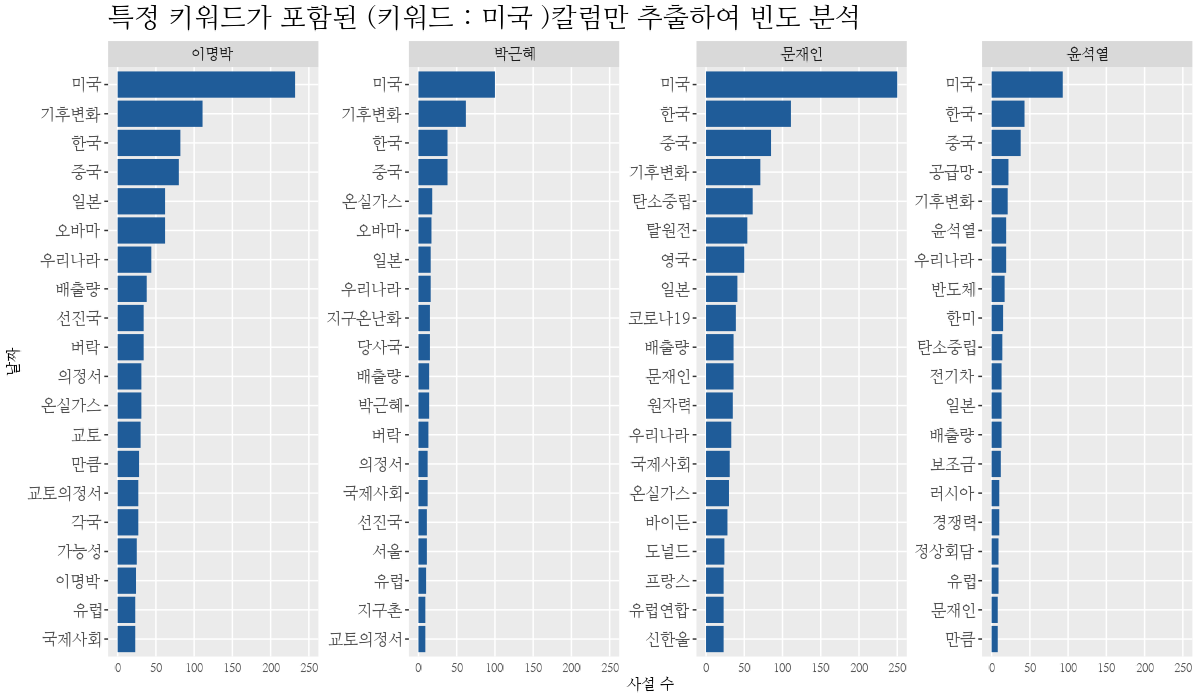 특정 키워드가 포함된 (키워드 : 미국 )칼럼만 추출하여 빈도 분석
이명박
미국
기후변화
한국
중국
일본
오바마
우리나라
배출량
선진국
버락
의정서
온실가스
교토
만큼
교토의정서
각국
가능성
이명박
유럽
국제사회
0 50 100 150 200 250
박근혜
미국
기후변화
한국
중국
온실가스
오바마
일본
우리나라
지구온난화
당사국
배출량
박근혜
버락
의정서
국제사회
선진국
서울
유럽
지구촌
교토의정서
0 50 100 150 200 250
문재인
미국
한국
중국
기후변화
탄소중립
탈원전
영국
일본
코로나19
배출량
문재인
원자력
우리나라
국제사회
온실가스
바이든
도널드
프랑스
유럽연합
신한울
0 50 100 150 200 250
윤석열
미국
한국
중국
공급망
기후변화
윤석열
우리나라
반도체
한미
탄소중립
전기차
일본
배출량
보조금
러시아
경쟁력
정상회담
유럽
문재인
만큼
0 50 100 150 200 250
날짜
사설 수